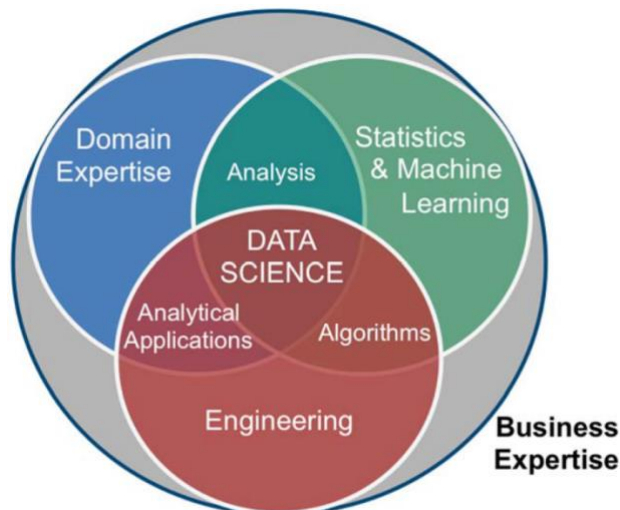 Domain
Expertise
Statistics
& Machine
Learning
Analysis
DATA
SCIENCE
Analytical
Applications
Algorithms
Engineering
Business
Expertise